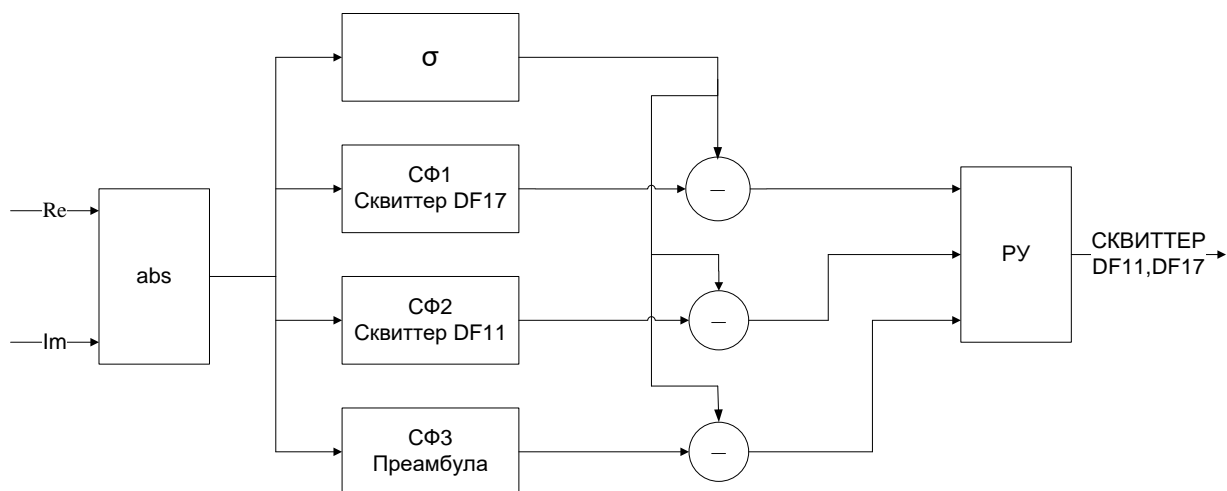 σ
СФ1
Сквиттер DF17
Re
Im
abs
СФ2
Сквиттер DF11
СФ3
Преамбула
—
—
—
РУ
СКВИТТЕР
DF11,DF17